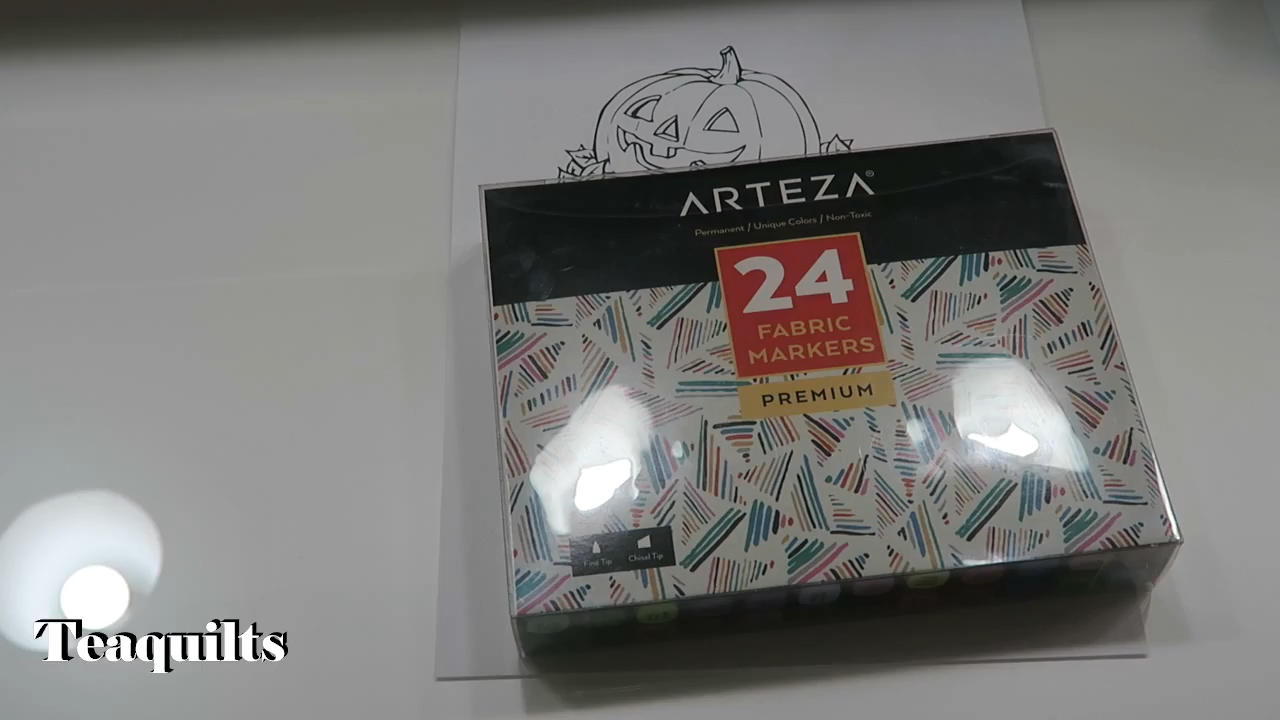 ARTEZA®
Permanent / Unique Colors / Non-Toxic
24
FABRIC
MARKERS
PREMIUM
Fine Tip Chisel Tip
Teaquilts